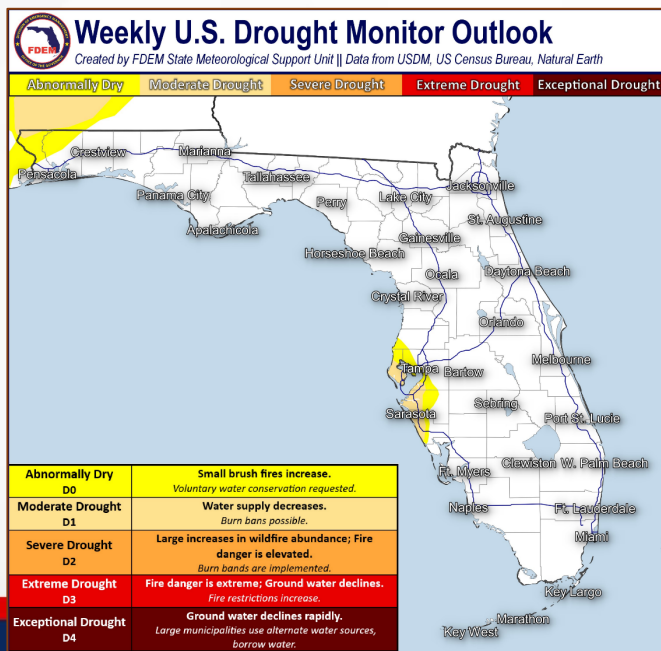 Weekly U.S. Drought Monitor Outlook
Created by FDEM State Meteorological Support Unit || Data from USDM, US Census Bureau, Natural Earth
FDEM
Abnormally Dry Moderate Drought Severe Drought Extreme Drought Exceptional Drought
Crestview
Marianna
Pensacola
Tallahassee
Jacksonville
Panama City
Lake City
Perry
St. Augustine
Apalachicola
Gainesville
Horseshoe Beach
Ocala
Daytona Beach
Crystal River
Orlando
Melbourne
Tampa
Bartow
Sebring
Sarasota
Port St. Lucie
Clewiston
W. Palm Beach
Ft. Myers
Naples
Ft. Lauderdale
Miami
Key Largo
Marathon
Key West
Abnormally Dry
D0
Small brush fires increase.
Voluntary water conservation requested.
Moderate Drought
D1
Water supply decreases.
Burn bans possible.
Severe Drought
D2
Large increases in wildfire abundance; Fire
danger is elevated.
Burn bands are implemented.
Extreme Drought
D3
Fire danger is extreme; Ground water declines.
Fire restrictions increase.
Exceptional Drought
D4
Ground water declines rapidly.
Large municipalities use alternate water sources,
borrow water.